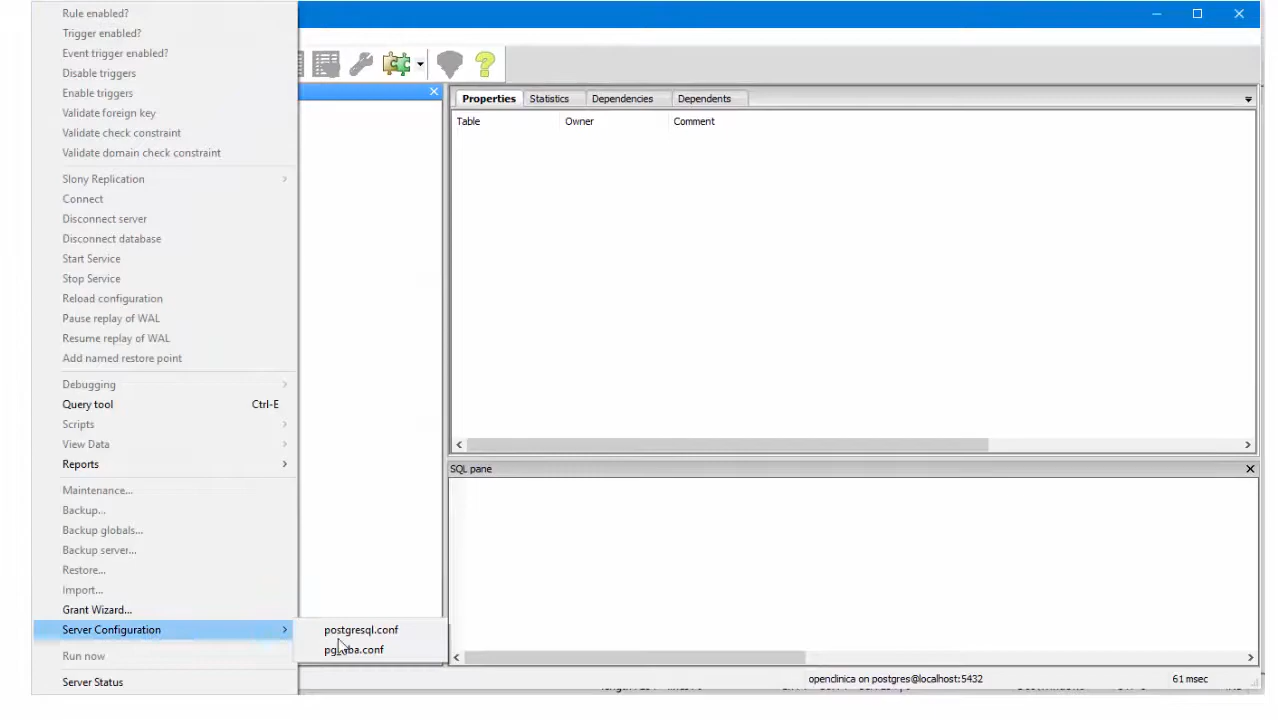 Rule enabled?
Trigger enabled?
Event trigger enabled?
Disable triggers
Enable triggers
Validate foreign key
Validate check constraint
Validate domain check constraint
Slony Replication
Connect
Disconnect server
Disconnect database
Start Service
Stop Service
Reload configuration
Pause replay of WAL
Resume replay of WAL
Add named restore point
Debugging
Query tool Ctrl-E
Scripts
View Data
Reports
Maintenance...
Backup...
Backup globals...
Backup server...
Restore...
Import...
Grant Wizard...
Server Configuration
Run now
Server Status
postgresql.conf
pg_hba.conf
Properties Statistics Dependencies Dependents
Table Owner Comment
SQL pane
openclinica on postgres@localhost:5432 61 msec